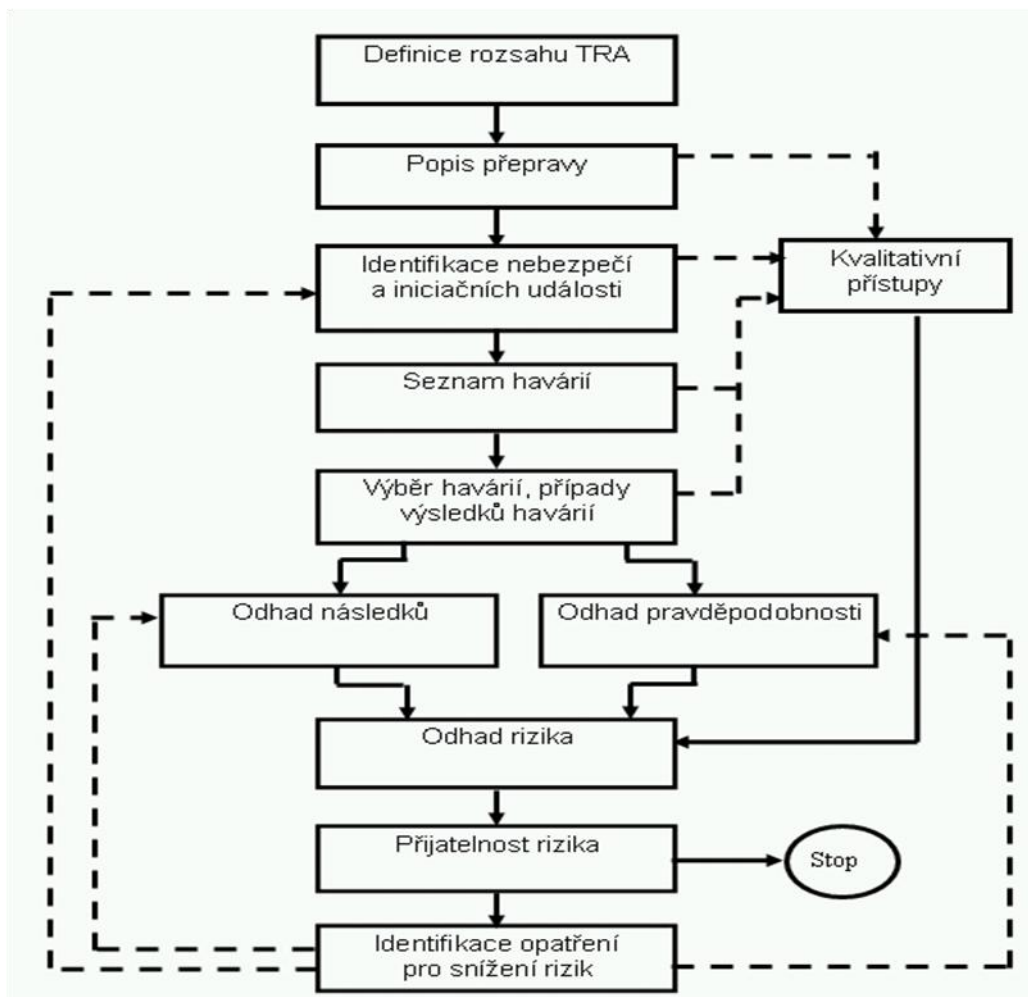 Definice rozsahu TRA
Popis přepravy
Identifikace nebezpečí
a iniciačních události
Kvalitativní
přístupy
Seznam havárií
Výběr havárií, případy
výsledků havárií
Odhad následků
Odhad pravděpodobnosti
Odhad rizika
Přijatelnost rizika
Stop
Identifikace opatření
pro snížení rizik